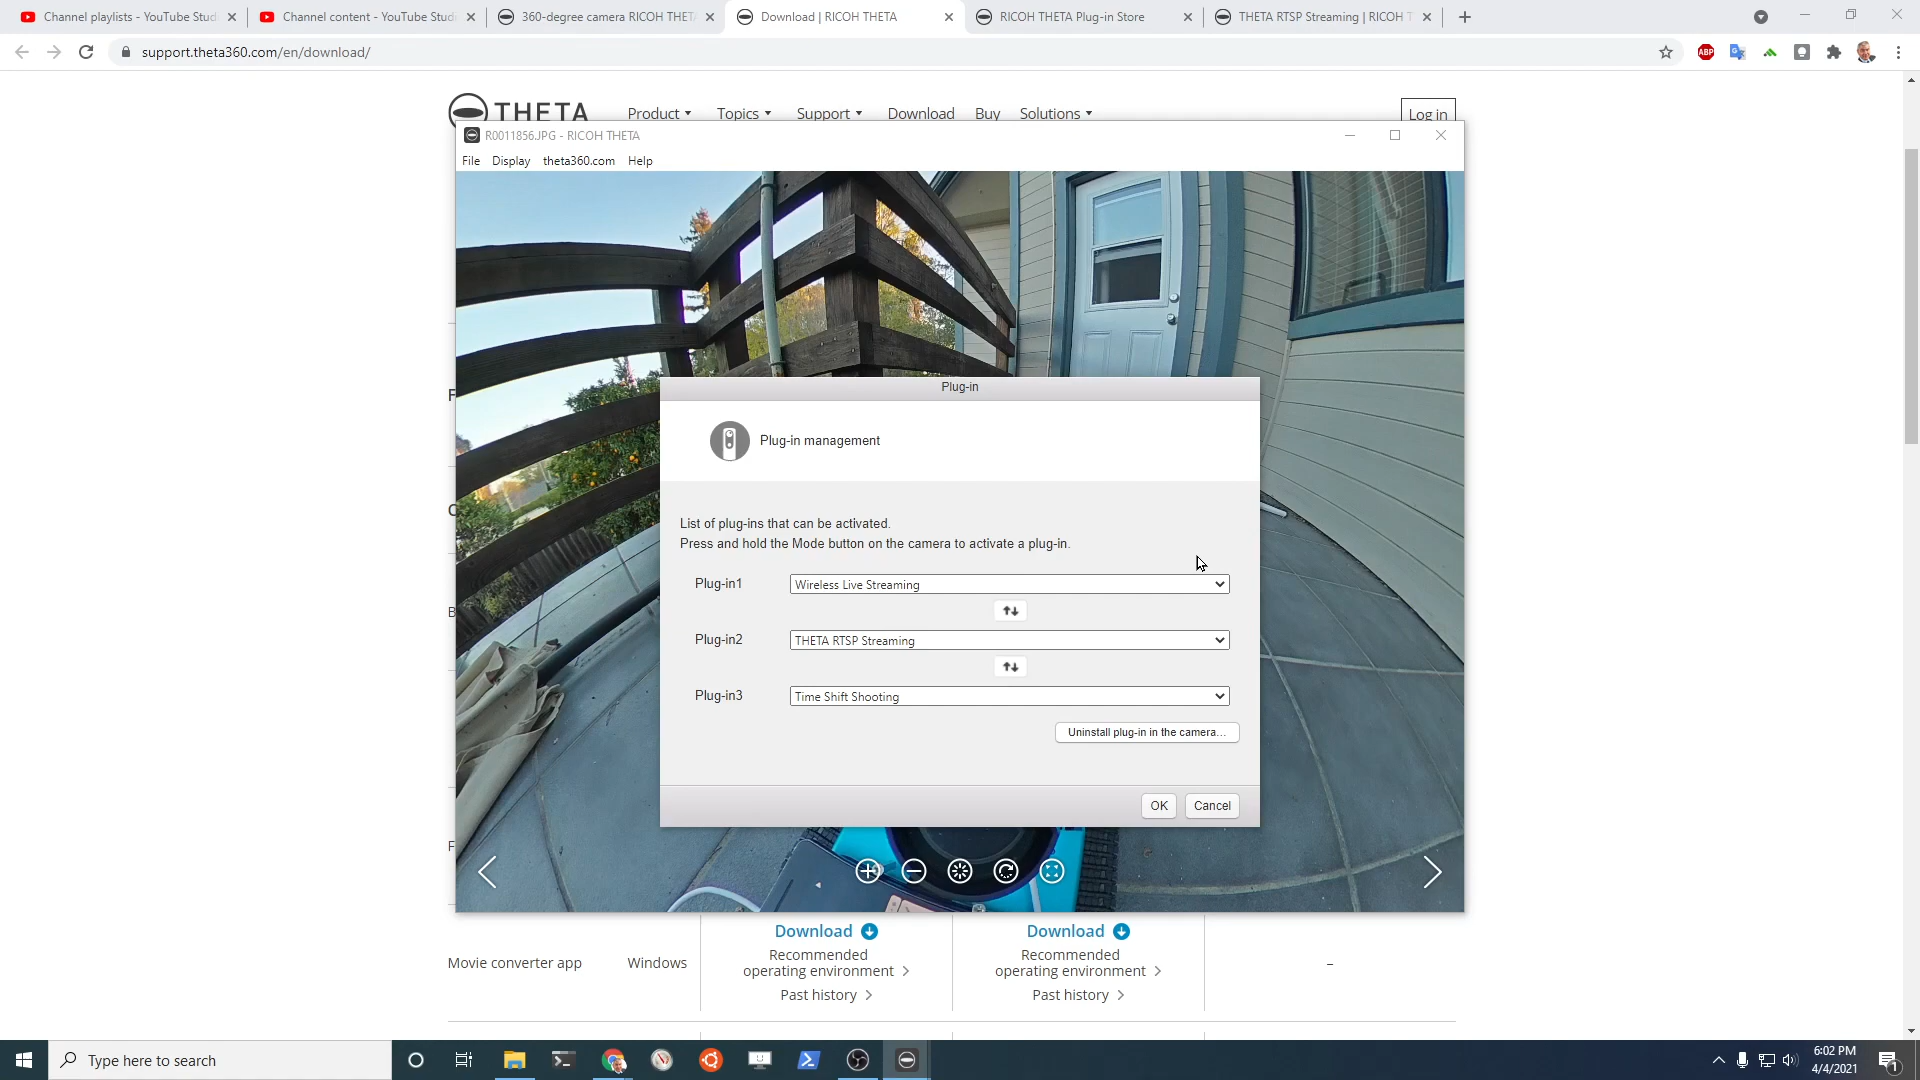 Channel playlists - YouTube Stud
Channel content - YouTube Stud
360-degree camera RICOH THET
Download | RICOH THETA
RICOH THETA Plug-in Store
THETA RTSP Streaming | RICOH T
support.theta360.com/en/download/
ABP
THETA
Product
Topics
Support
Download
Buy
Solutions
Log in
R0011856.JPG - RICOH THETA
File
Display
theta360.com
Help
Plug-in
Plug-in management
List of plug-ins that can be activated.
Press and hold the Mode button on the camera to activate a plug-in.
Plug-in1
Wireless Live Streaming
Plug-in2
THETA RTSP Streaming
Plug-in3
Time Shift Shooting
Uninstall plug-in in the camera...
OK
Cancel
Movie converter app
Windows
Download
Recommended
operating environment
Past history
Download
Recommended
operating environment
Past history
–
Type here to search
6:02 PM
4/4/2021
1